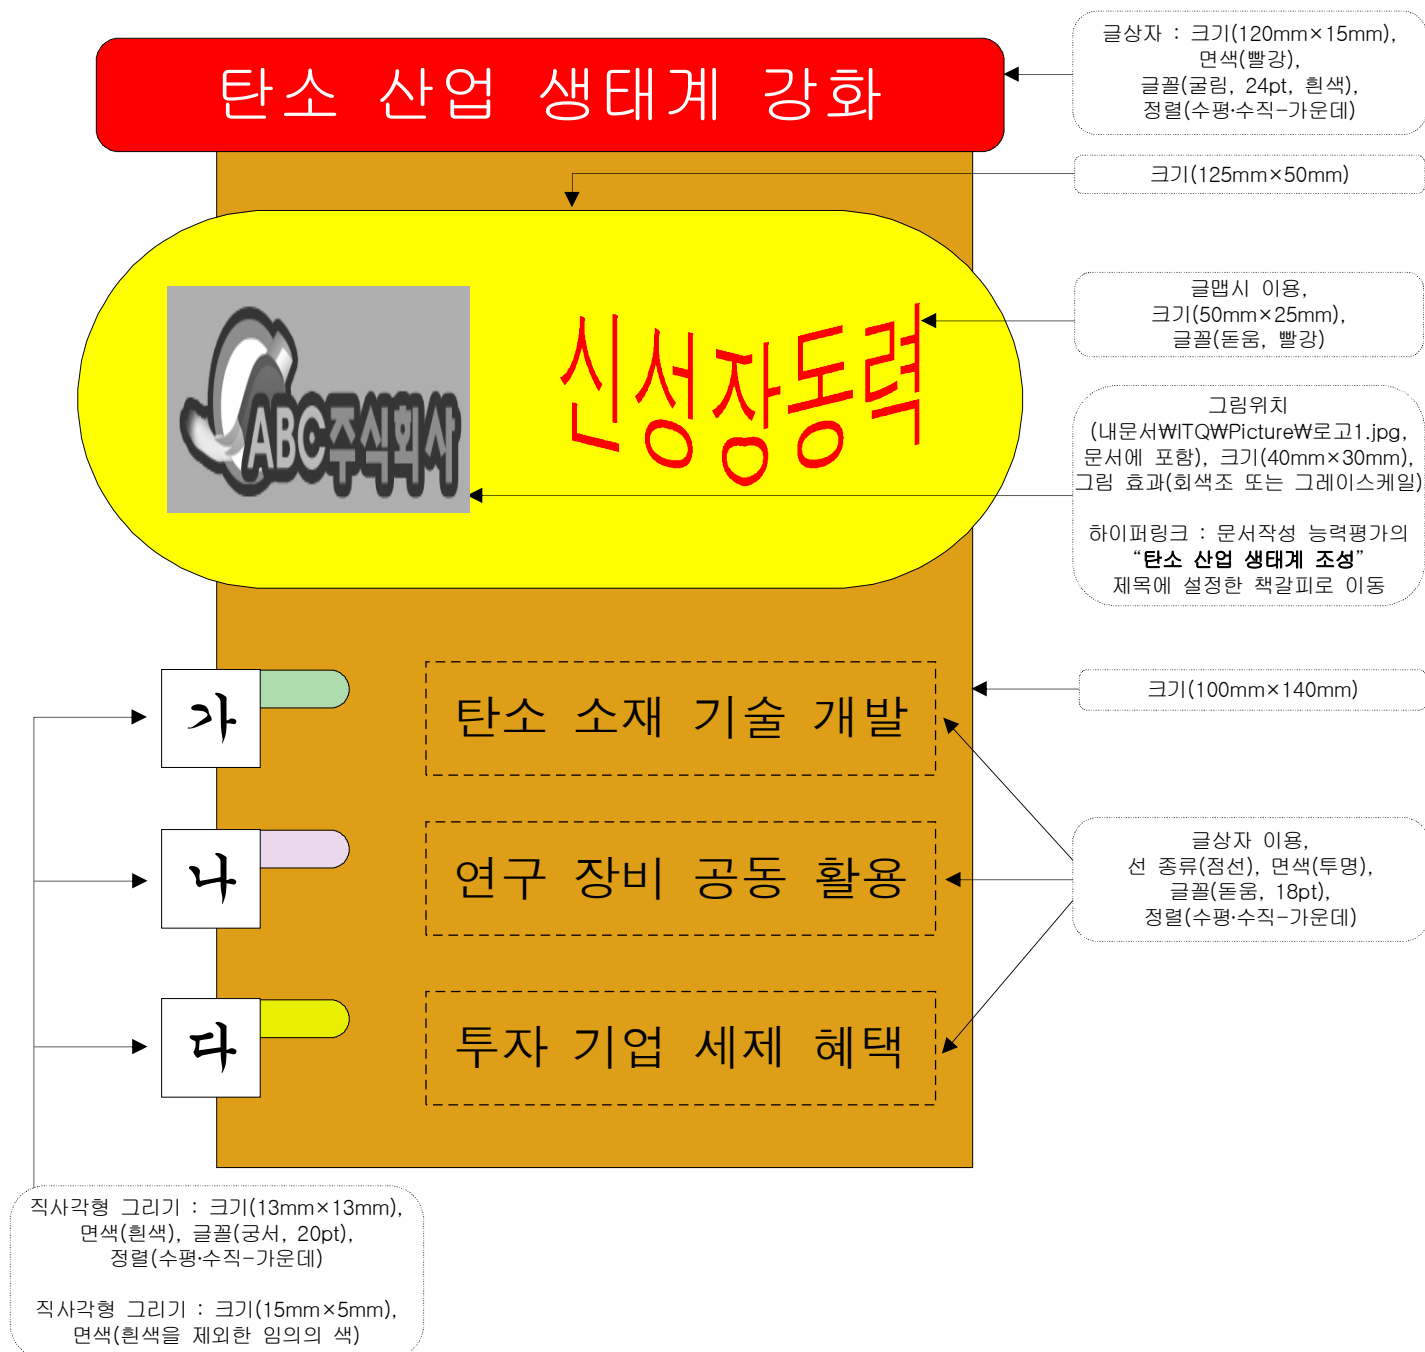 탄소 산업 생태계 강화
글상자 : 크기(120mm×15mm),
면색(빨강),
글꼴(굴림, 24pt, 흰색),
정렬(수평·수직-가운데)
크기(125mm×50mm)
ABC주식회사
신성장동력
글맵시 이용,
크기(50mm×25mm),
글꼴(돋움, 빨강)
그림위치
(내문서₩ITQ₩Picture₩로고1.jpg,
문서에 포함), 크기(40mm×30mm),
그림 효과(회색조 또는 그레이스케일)
하이퍼링크 : 문서작성 능력평가의
“탄소 산업 생태계 조성”
제목에 설정한 책갈피로 이동
가
탄소 소재 기술 개발
크기(100mm×140mm)
나
연구 장비 공동 활용
글상자 이용,
선 종류(점선), 면색(투명),
글꼴(돋움, 18pt),
정렬(수평·수직-가운데)
다
투자 기업 세제 혜택
직사각형 그리기 : 크기(13mm×13mm),
면색(흰색), 글꼴(궁서, 20pt),
정렬(수평·수직-가운데)
직사각형 그리기 : 크기(15mm×5mm),
면색(흰색을 제외한 임의의 색)